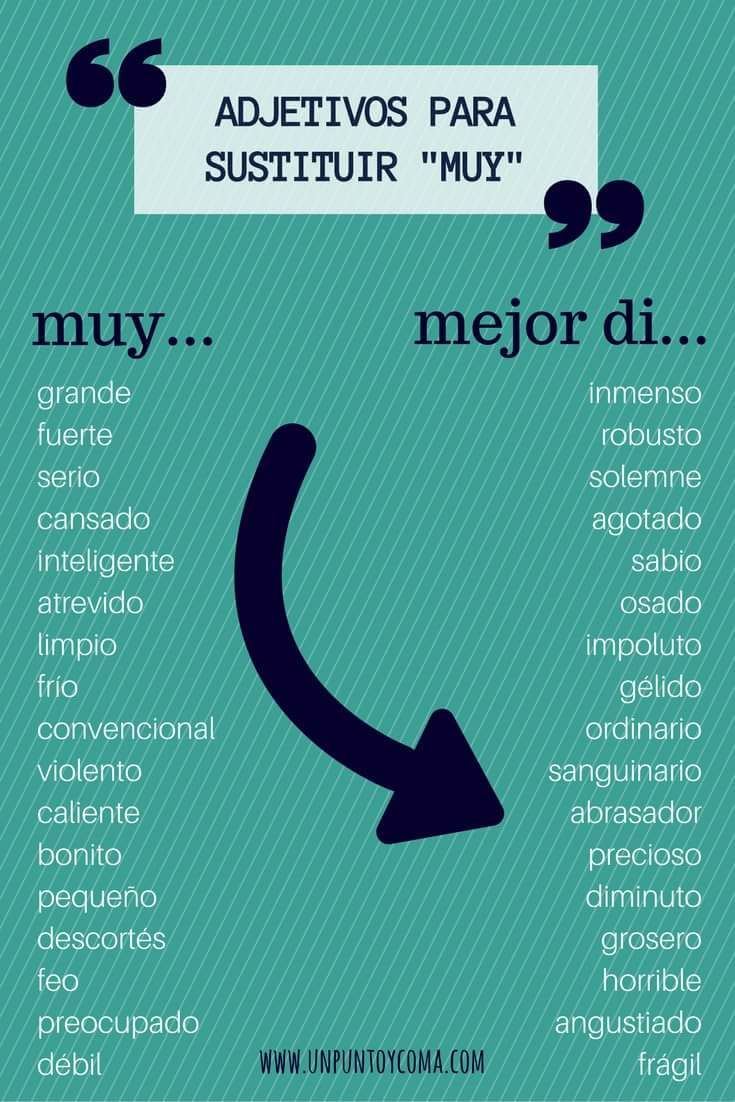 ADJETIVOS PARA
SUSTITUIR "MUY"
muy...
mejor di...
grande
inmenso
fuerte
robusto
serio
solemne
cansado
agotado
inteligente
sabio
atrevido
osado
limpio
impoluto
frío
gélido
convencional
ordinario
violento
sanguinario
caliente
abrasador
bonito
precioso
pequeño
diminuto
descortés
grosero
feo
horrible
preocupado
angustiado
débil
frágil
WWW.UNPUNTOYCOMA.COM